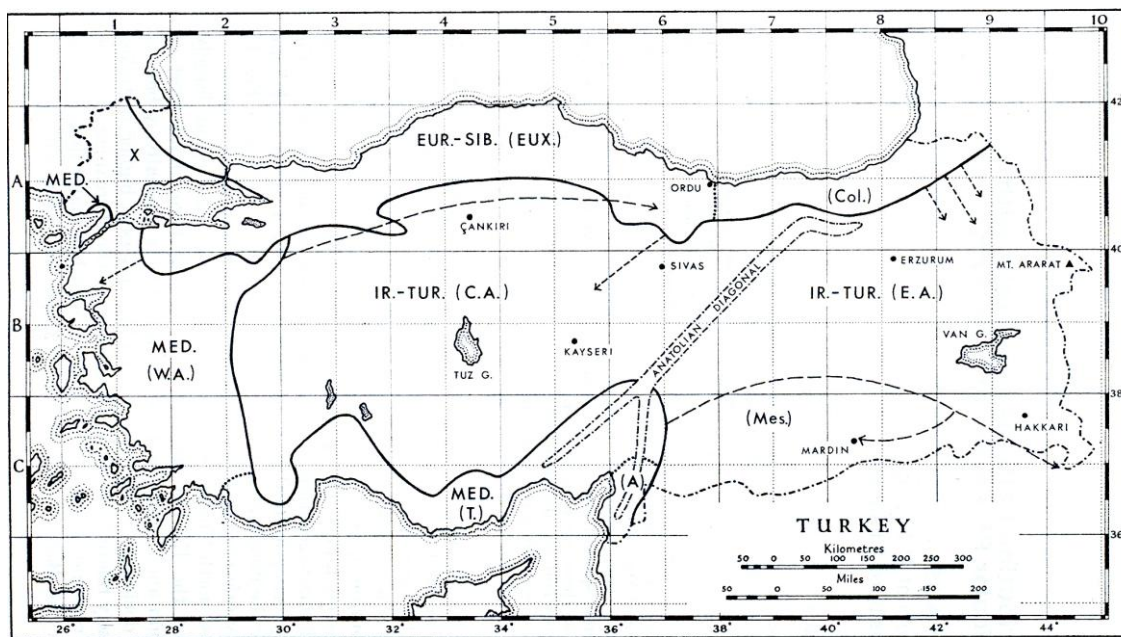 1 2 3 4 5 6 7 8 9 10
42
EUR.-SIB. (EUX.)
X
A
MED.
ORDU
(Col.)
ÇANKIRI
40
SIVAS
ERZURUM
MT. ARARAT
IR.-TUR. (C.A.)
IR.-TUR. (E.A.)
ANATOLIAN DIAGONAL
B
VAN G.
MED.
(W.A.)
KAYSERI
TUZ G.
38
(Mes.)
HAKKARI
MARDIN
C
C
(A)
MED.
(T.)
TURKEY
36
Kilometres
50 0 50 100 150 200 250 300
Miles
50 0 50 100 150 200
26° 28° 30° 31 32 33 34 35 36° 38° 40° 42° 44°